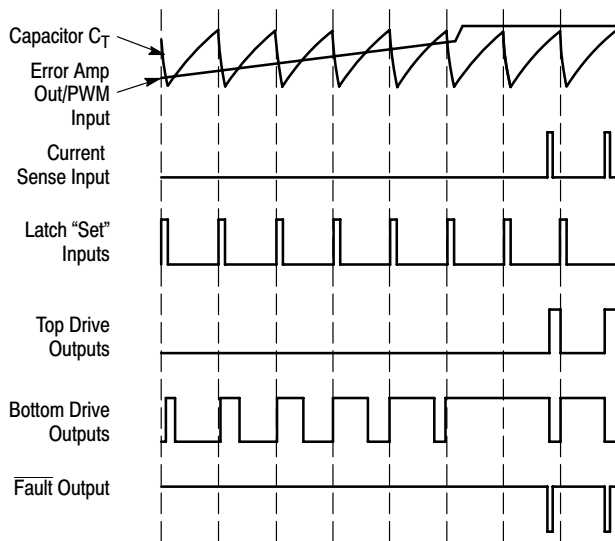 Capacitor CT
Error Amp
Out/PWM
Input
Current
Sense Input
Latch “Set”
Inputs
Top Drive
Outputs
Bottom Drive
Outputs
Fault Output